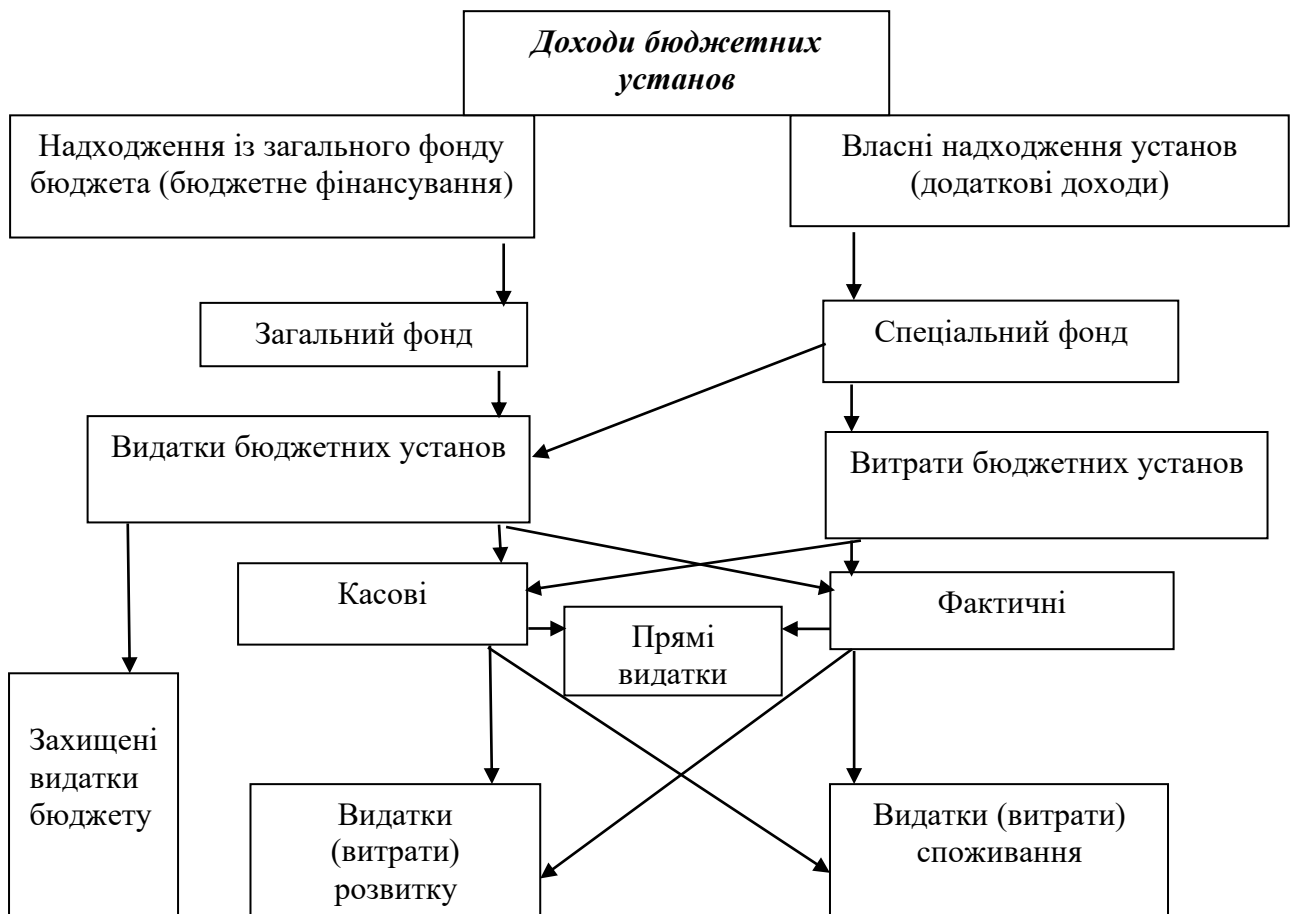 Доходи бюджетних
установ
Надходження із загального фонду
бюджета (бюджетне фінансування)
Власні надходження установ
(додаткові доходи)
Загальний фонд
Спеціальний фонд
Видатки бюджетних установ
Витрати бюджетних установ
Касові
Фактичні
Прямі
видатки
Захищені
видатки
бюджету
Видатки
(витрати)
розвитку
Видатки (витрати)
споживання